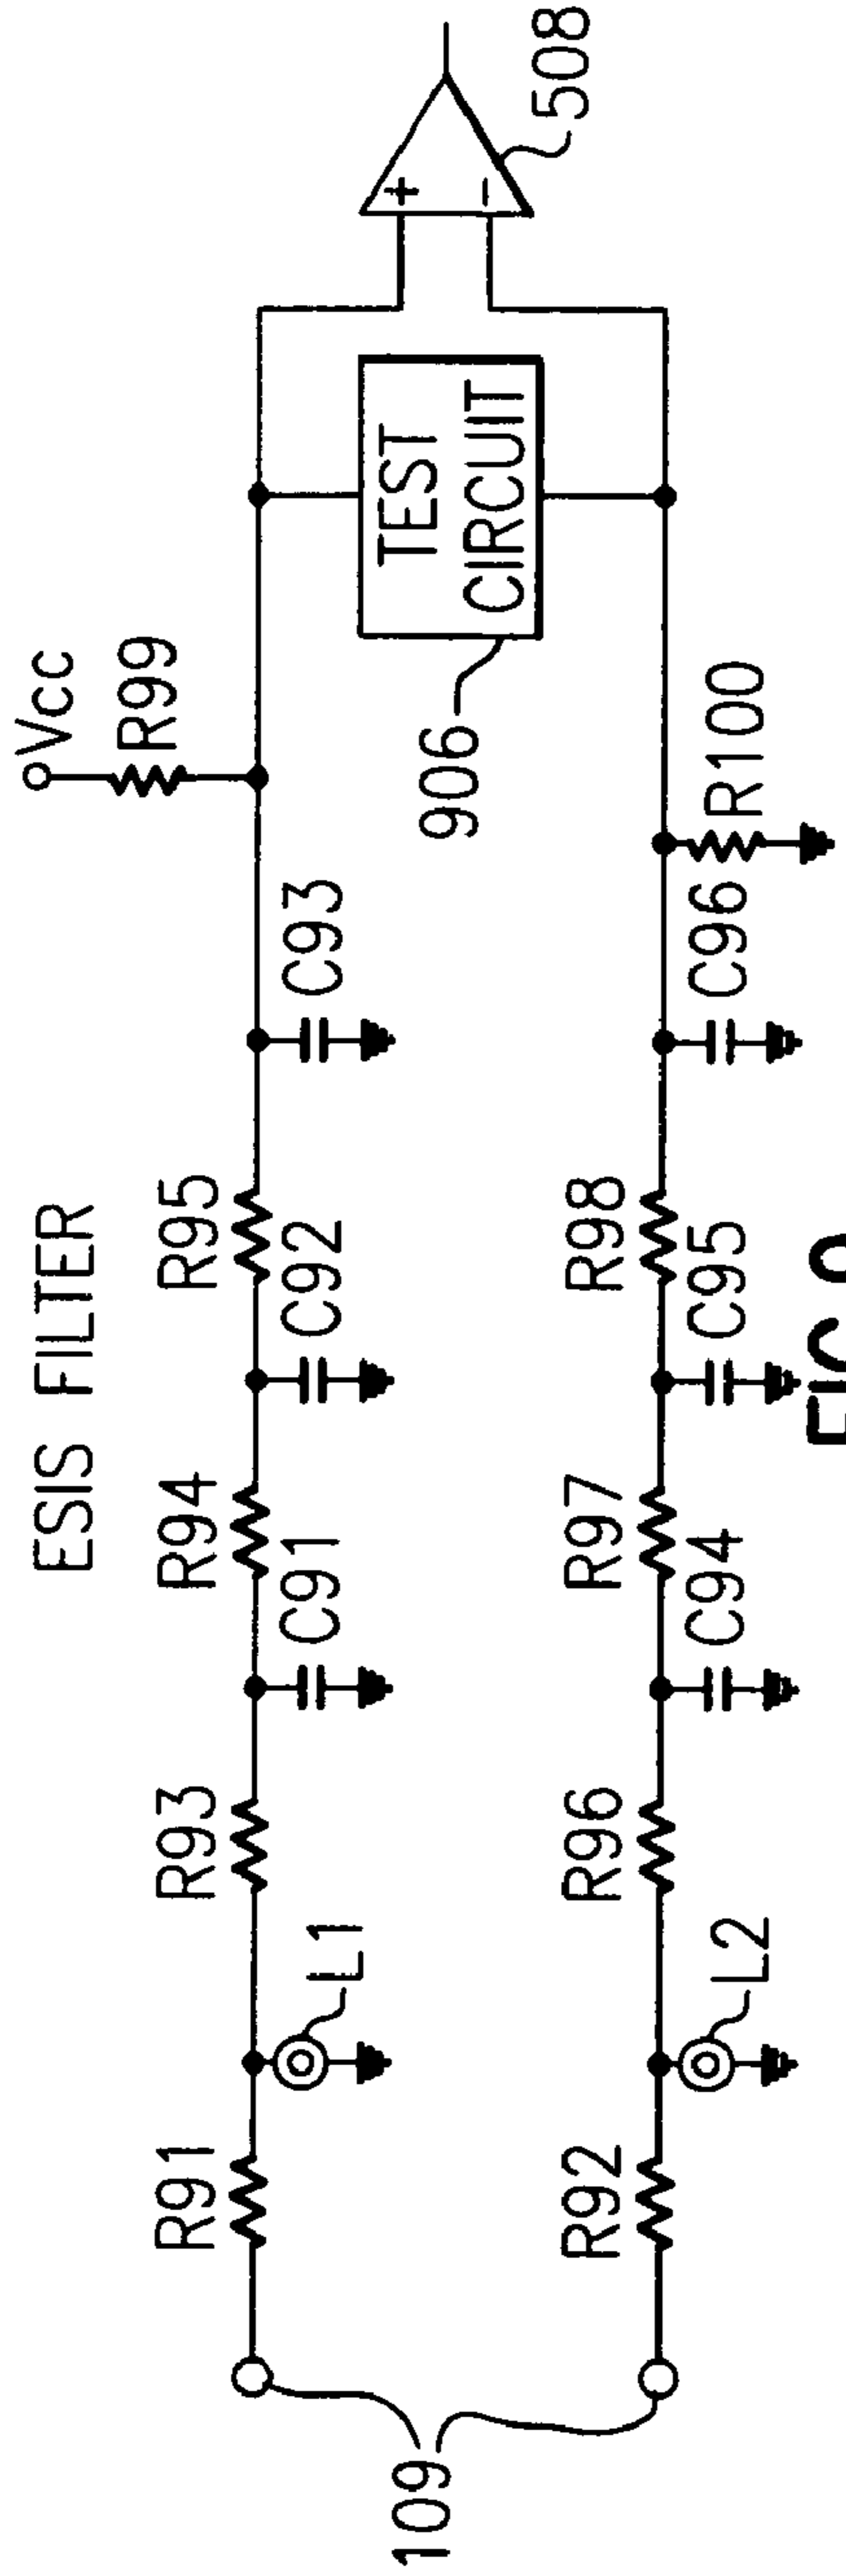 ESIS FILTER
Vcc
R99
R91
R93
R94
R95
L1
C91
C92
C93
TEST
CIRCUIT
+
−
508
906
109
R92
R96
R97
R98
R100
L2
C94
C95
C96